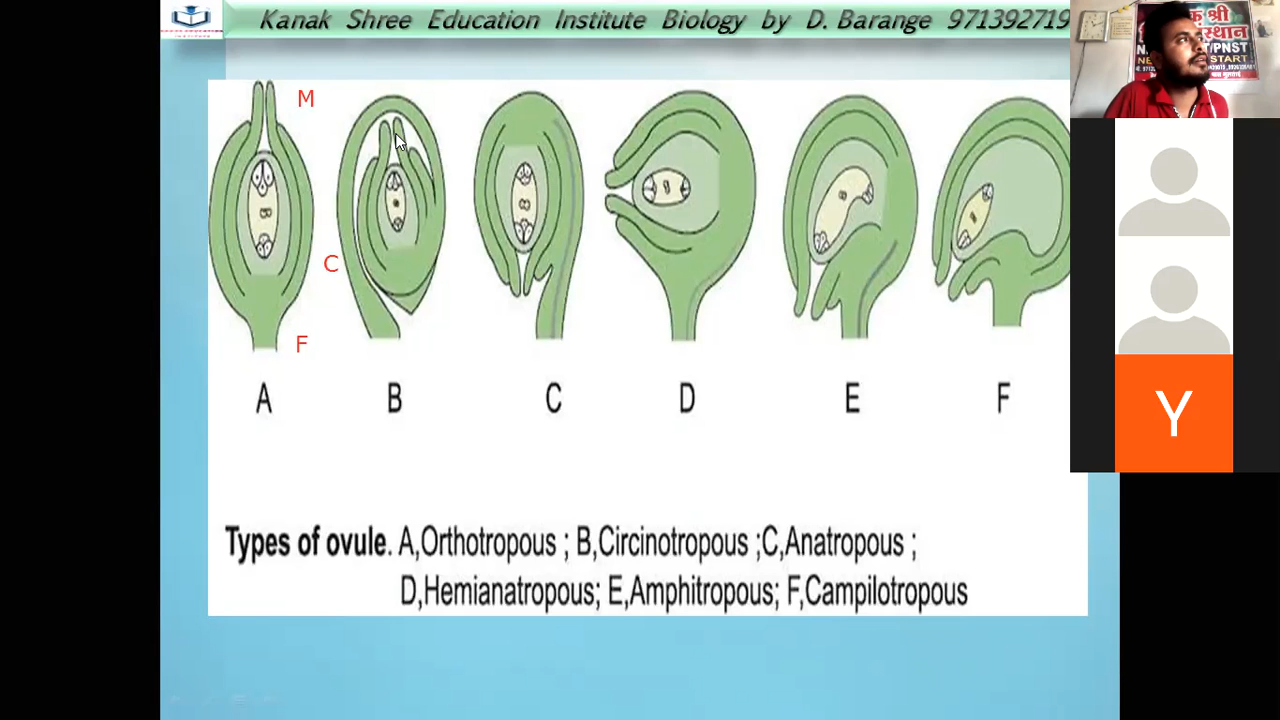 Kanak Shree Education Institute Biology by D. Barange 971392719
M
C
F
A B C D E F
Types of ovule. A,Orthotropous ; B,Circinotropous ;C,Anatropous ;
D,Hemianatropous; E,Amphitropous; F,Campilotropous
Y